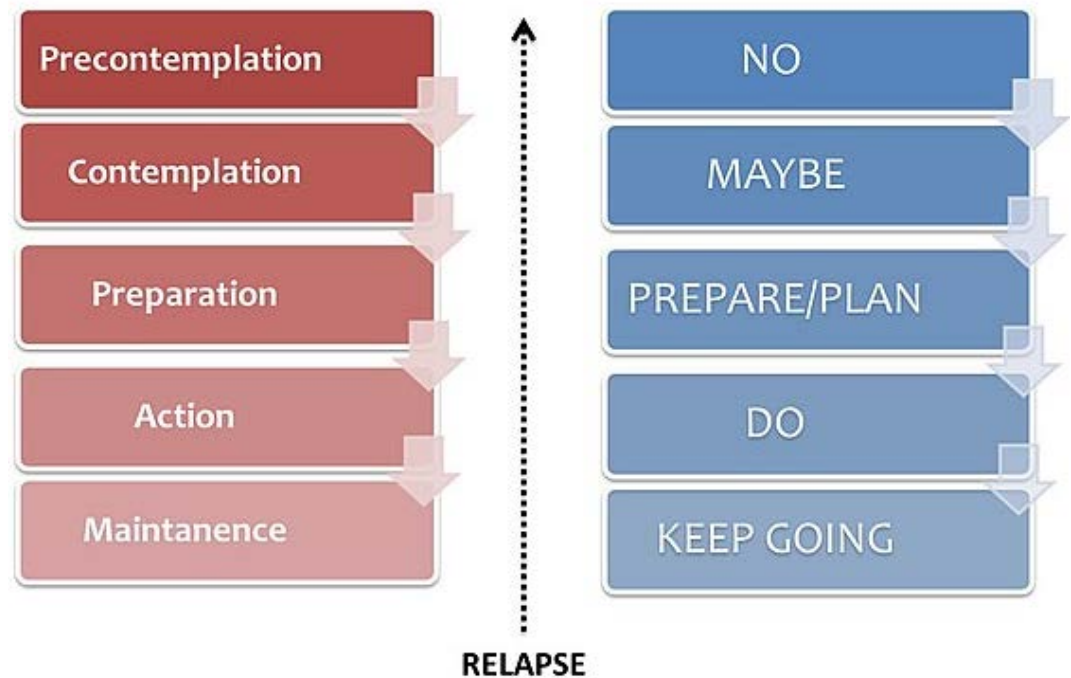 Precontemplation
Contemplation
Preparation
Action
Maintanence
NO
MAYBE
PREPARE/PLAN
DO
KEEP GOING
RELAPSE